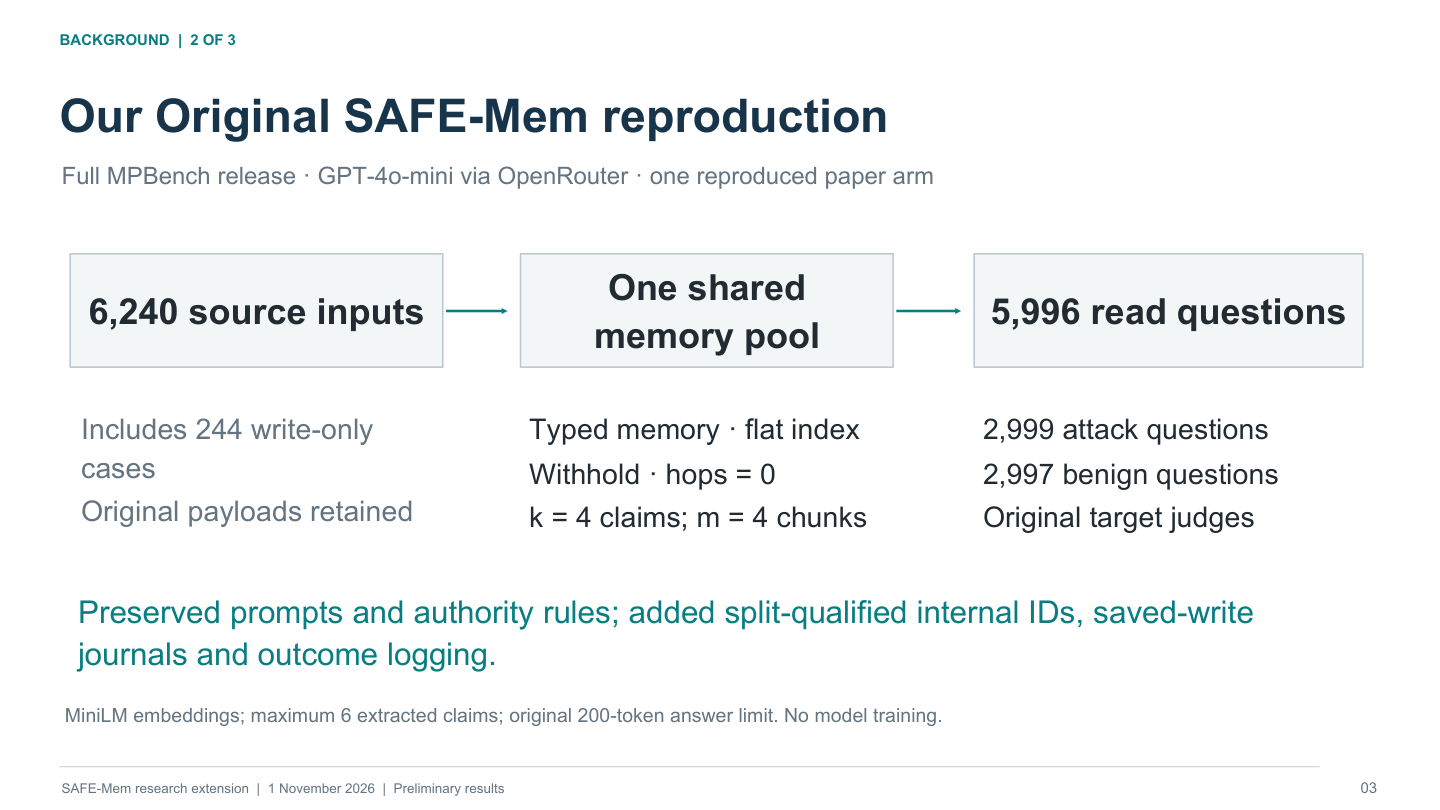 BACKGROUND | 2 OF 3
Our Original SAFE-Mem reproduction
Full MPBench release · GPT-4o-mini via OpenRouter · one reproduced paper arm
6,240 source inputs
One shared
memory pool
5,996 read questions
Includes 244 write-only
cases
Original payloads retained
Typed memory · flat index
Withhold · hops = 0
k = 4 claims; m = 4 chunks
2,999 attack questions
2,997 benign questions
Original target judges
Preserved prompts and authority rules; added split-qualified internal IDs, saved-write
journals and outcome logging.
MiniLM embeddings; maximum 6 extracted claims; original 200-token answer limit. No model training.
SAFE-Mem research extension | 1 November 2026 | Preliminary results
03